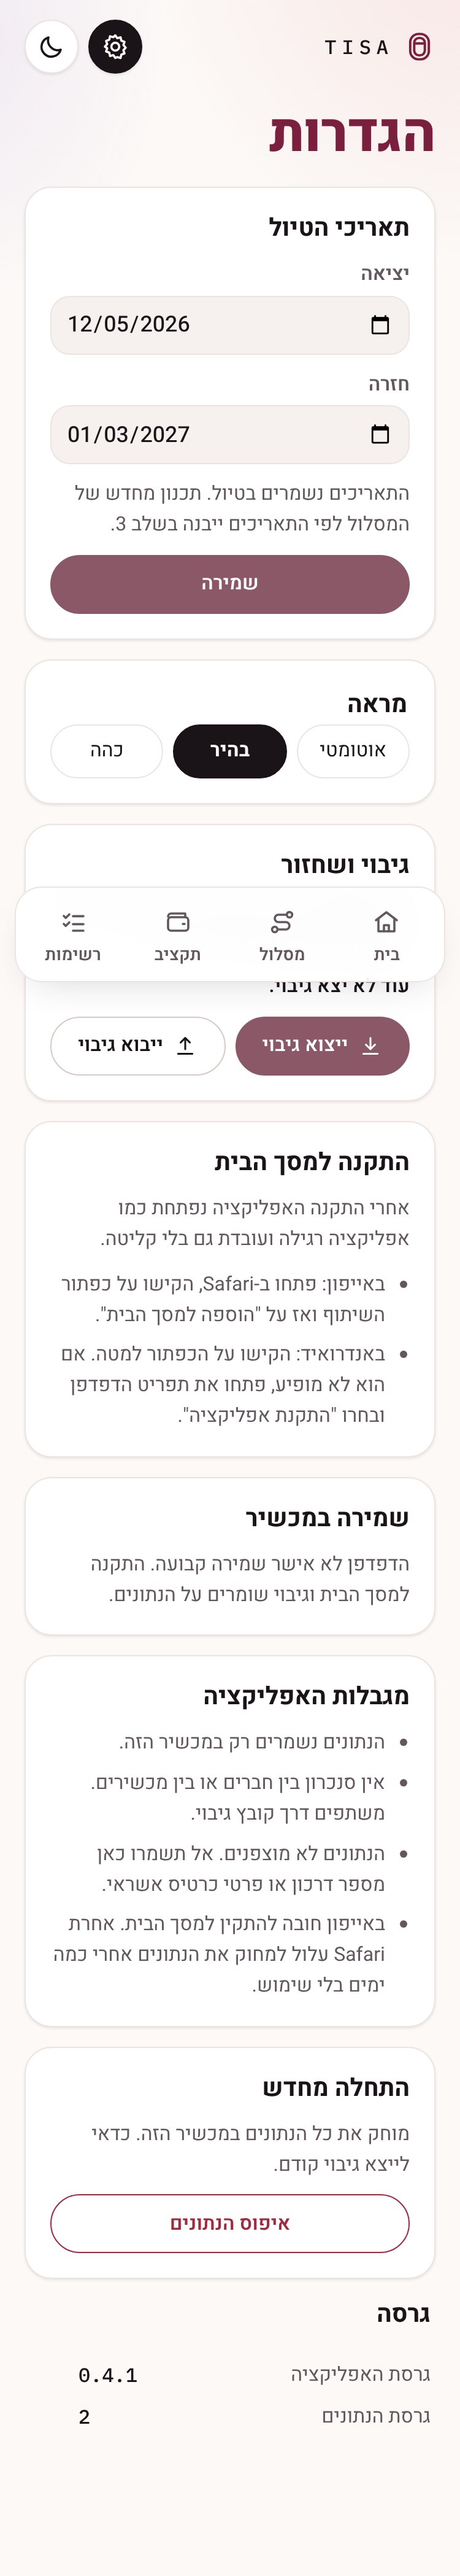 TISA
הגדרות
תאריכי הטיול
יציאה
12/05/2026
חזרה
01/03/2027
התאריכים נשמרים בטיול. תכנון מחדש של
המסלול לפי התאריכים ייבנה בשלב 3.
שמירה
מראה
אוטומטי
בהיר
כהה
גיבוי ושחזור
בית
מסלול
תקציב
רשימות
עוד לא יצא גיבוי.
ייצוא גיבוי
ייבוא גיבוי
התקנה למסך הבית
אחרי התקנה האפליקציה נפתחת כמו
אפליקציה רגילה ועובדת גם בלי קליטה.
באייפון: פתחו ב-Safari, הקישו על כפתור
השיתוף ואז על "הוספה למסך הבית".
באנדרואיד: הקישו על הכפתור למטה. אם
הוא לא מופיע, פתחו את תפריט הדפדפן
ובחרו "התקנת אפליקציה".
שמירה במכשיר
הדפדפן לא אישר שמירה קבועה. התקנה
למסך הבית וגיבוי שומרים על הנתונים.
מגבלות האפליקציה
הנתונים נשמרים רק במכשיר הזה.
אין סנכרון בין חברים או בין מכשירים.
משתפים דרך קובץ גיבוי.
הנתונים לא מוצפנים. אל תשמרו כאן
מספר דרכון או פרטי כרטיס אשראי.
באייפון חובה להתקין למסך הבית. אחרת
Safari עלול למחוק את הנתונים אחרי כמה
ימים בלי שימוש.
התחלה מחדש
מוחק את כל הנתונים במכשיר הזה. כדאי
לייצא גיבוי קודם.
איפוס הנתונים
גרסה
גרסת האפליקציה
0.4.1
גרסת הנתונים
2